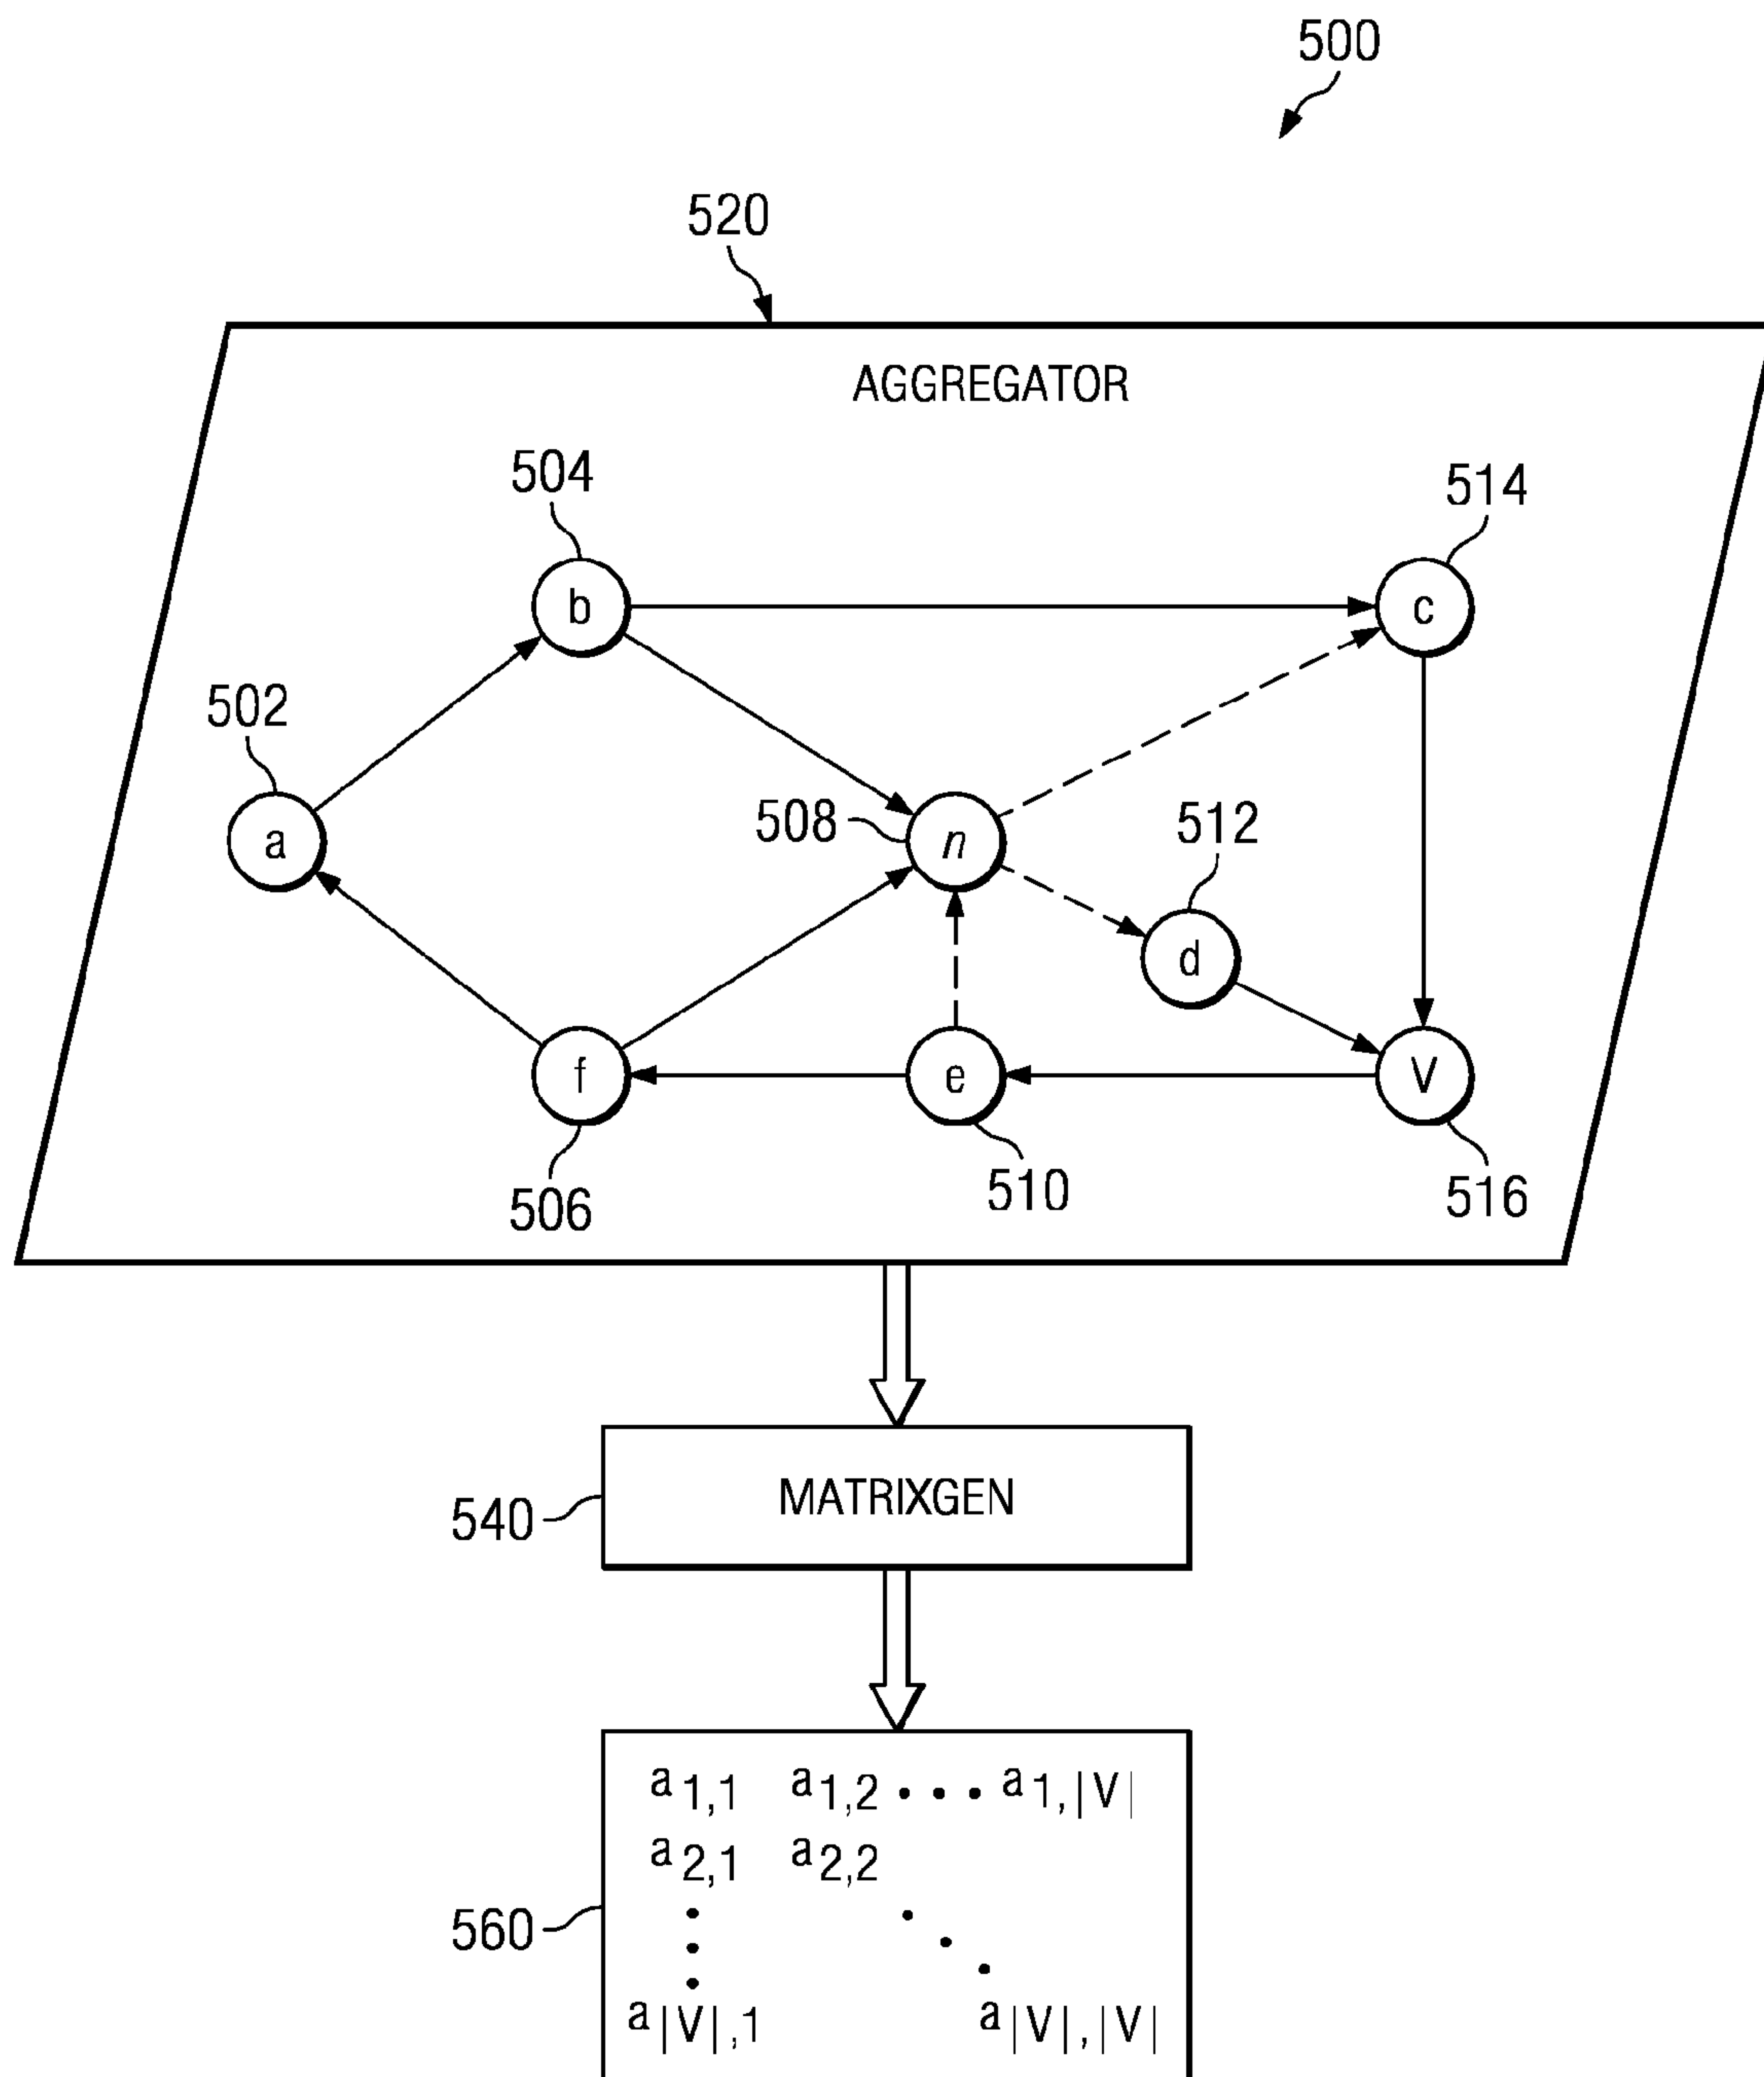 500
520
AGGREGATOR
504
514
b
c
502
508
n
512
a
d
f
e
V
506
510
516
MATRIXGEN
540
a1,1 a1,2 • • • a1,|V|
a2,1 a2,2
560
a|V|,1 a|V|,|V|